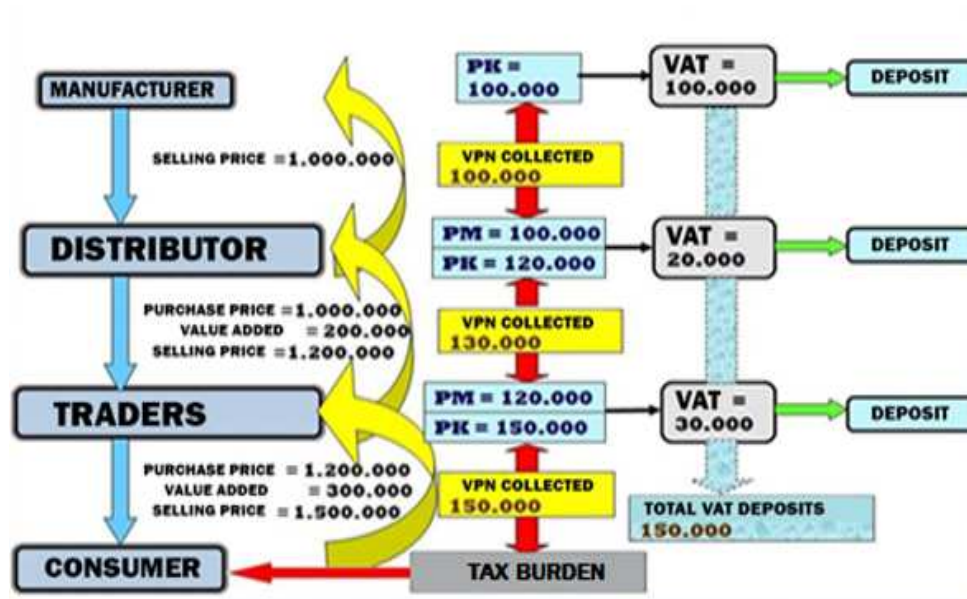 MANUFACTURER
SELLING PRICE =1.000.000
DISTRIBUTOR
PURCHASE PRICE =1.000.000
VALUE ADDED = 200.000
SELLING PRICE =1.200.000
TRADERS
PURCHASE PRICE =1.200.000
VALUE ADDED = 300.000
SELLING PRICE =1.500.000
CONSUMER
PK =
100.000
VPN COLLECTED
100.000
PM = 100.000
PK = 120.000
VPN COLLECTED
130.000
PM = 120.000
PK = 150.000
VPN COLLECTED
150.000
TAX BURDEN
VAT =
100.000
VAT =
20.000
VAT =
30.000
TOTAL VAT DEPOSITS
150.000
DEPOSIT
DEPOSIT
DEPOSIT